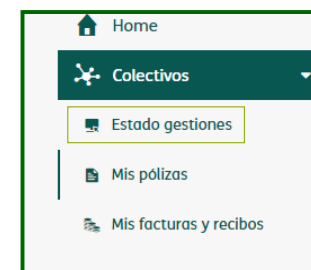 Home
Colectivos
Estado gestiones
Mis pólizas
Mis facturas y recibos